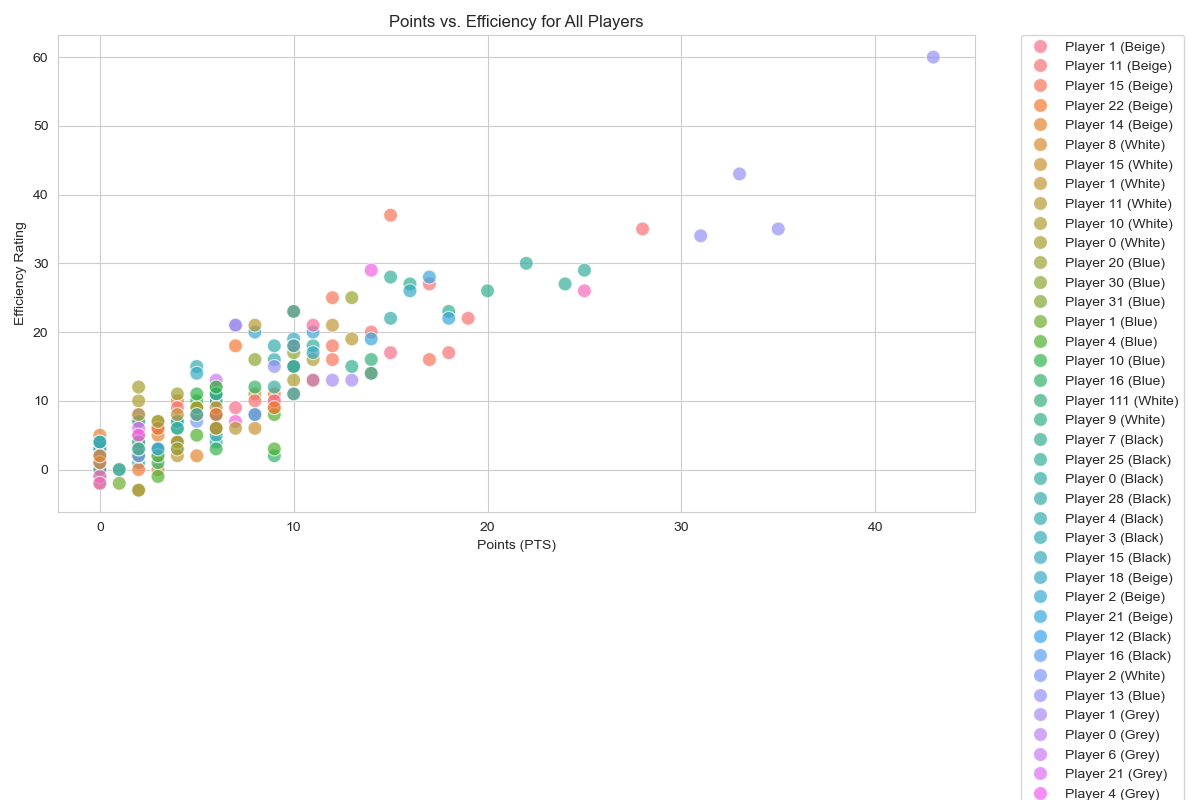 Points vs. Efficiency for All Players
Efficiency Rating
60
50
40
30
20
10
0
0 10 20 30 40
Points (PTS)
Player 1 (Beige)
Player 11 (Beige)
Player 15 (Beige)
Player 22 (Beige)
Player 14 (Beige)
Player 8 (White)
Player 15 (White)
Player 1 (White)
Player 11 (White)
Player 10 (White)
Player 0 (White)
Player 20 (Blue)
Player 30 (Blue)
Player 31 (Blue)
Player 1 (Blue)
Player 4 (Blue)
Player 10 (Blue)
Player 16 (Blue)
Player 111 (White)
Player 9 (White)
Player 7 (Black)
Player 25 (Black)
Player 0 (Black)
Player 28 (Black)
Player 4 (Black)
Player 3 (Black)
Player 15 (Black)
Player 18 (Beige)
Player 2 (Beige)
Player 21 (Beige)
Player 12 (Black)
Player 16 (Black)
Player 2 (White)
Player 13 (Blue)
Player 1 (Grey)
Player 0 (Grey)
Player 6 (Grey)
Player 21 (Grey)
Player 4 (Grey)